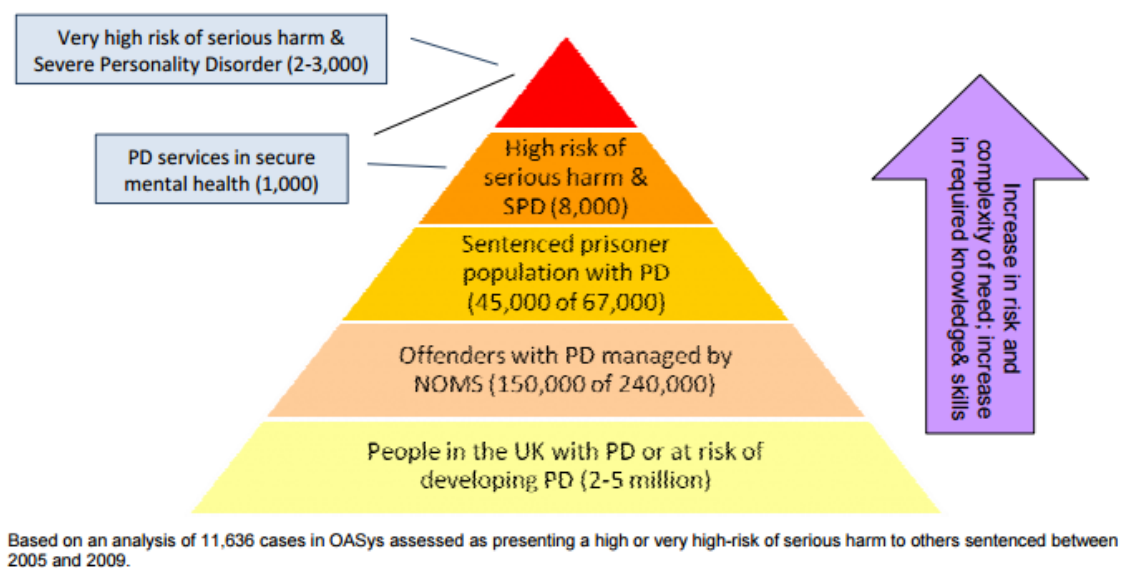 Very high risk of serious harm &
Severe Personality Disorder (2-3,000)
PD services in secure
mental health (1,000)
High risk of
serious harm &
SPD (8,000)
Sentenced prisoner
population with PD
(45,000 of 67,000)
Offenders with PD managed by
NOMS (150,000 of 240,000)
People in the UK with PD or at risk of
developing PD (2-5 million)
Increase in risk and
complexity of need; increase
in required knowledge& skills
Based on an analysis of 11,636 cases in OASys assessed as presenting a high or very high-risk of serious harm to others sentenced between
2005 and 2009.